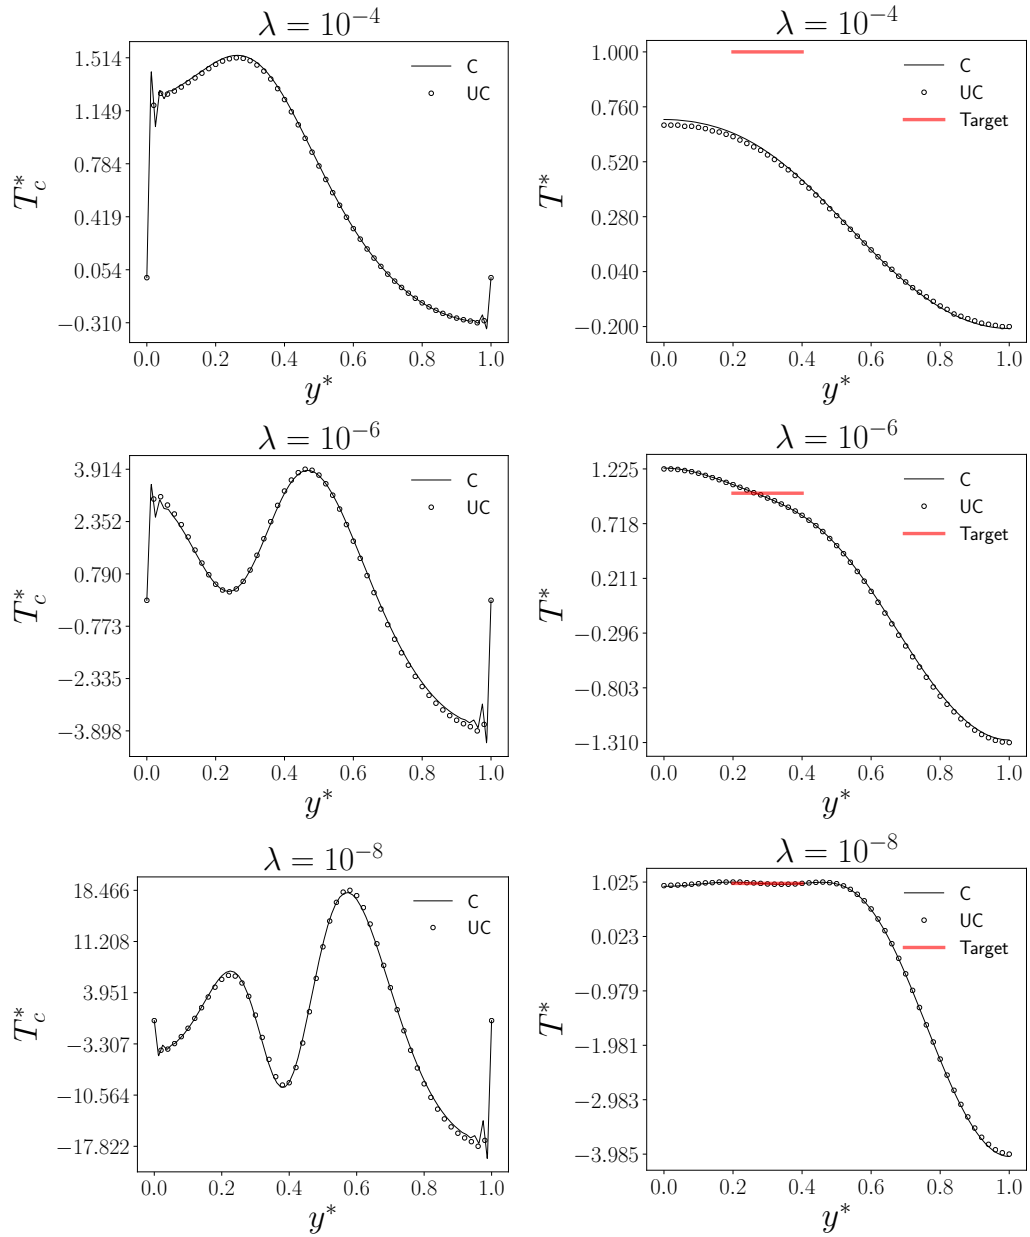 λ = 10⁻⁴
1.514
1.149
0.784
0.419
0.054
−0.310
T*c
0.0 0.2 0.4 0.6 0.8 1.0
y*
C
UC
λ = 10⁻⁴
1.000
0.760
0.520
0.280
0.040
−0.200
T*
0.0 0.2 0.4 0.6 0.8 1.0
y*
C
UC
Target
λ = 10⁻⁶
3.914
2.352
0.790
−0.773
−2.335
−3.898
T*c
0.0 0.2 0.4 0.6 0.8 1.0
y*
C
UC
λ = 10⁻⁶
1.225
0.718
0.211
−0.296
−0.803
−1.310
T*
0.0 0.2 0.4 0.6 0.8 1.0
y*
C
UC
Target
λ = 10⁻⁸
18.466
11.208
3.951
−3.307
−10.564
−17.822
T*c
0.0 0.2 0.4 0.6 0.8 1.0
y*
C
UC
λ = 10⁻⁸
1.025
0.023
−0.979
−1.981
−2.983
−3.985
T*
0.0 0.2 0.4 0.6 0.8 1.0
y*
C
UC
Target